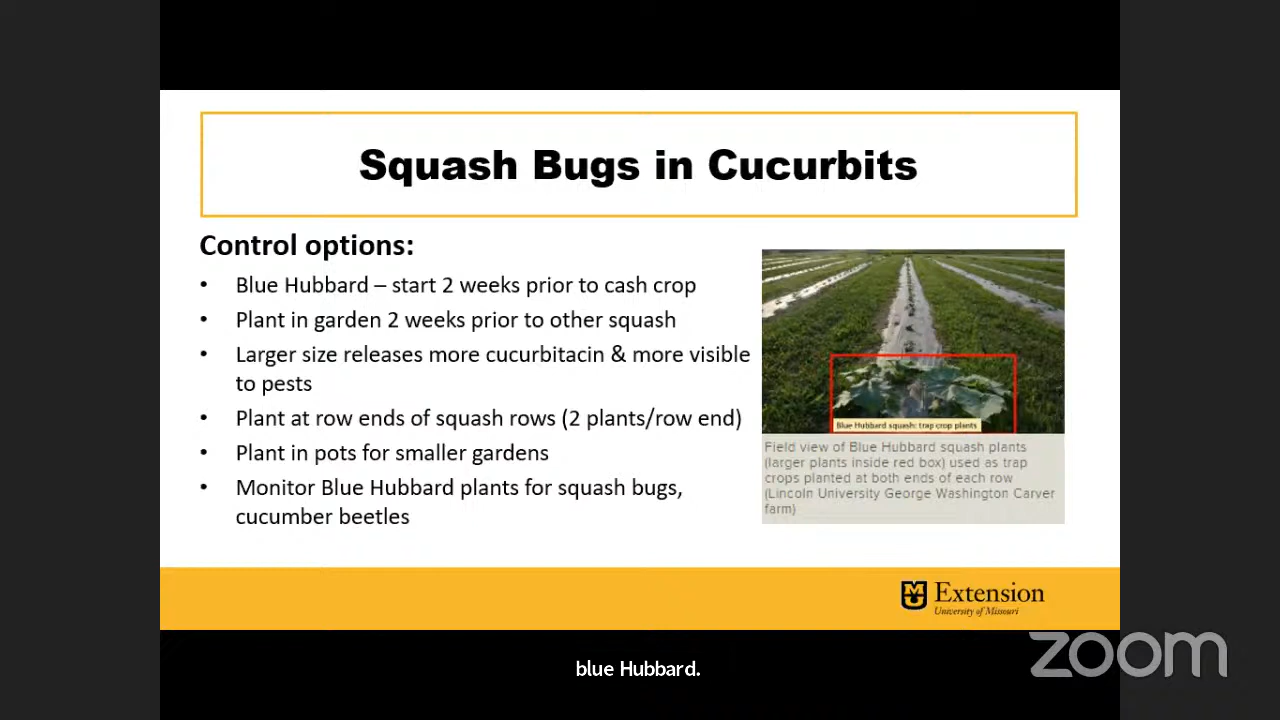 Squash Bugs in Cucurbits
Control options:
• Blue Hubbard – start 2 weeks prior to cash crop
• Plant in garden 2 weeks prior to other squash
• Larger size releases more cucurbitacin & more visible
to pests
• Plant at row ends of squash rows (2 plants/row end)
• Plant in pots for smaller gardens
• Monitor Blue Hubbard plants for squash bugs,
cucumber beetles
Blue Hubbard squash: trap crop plants
Field view of Blue Hubbard squash plants
(larger plants inside red box) used as trap
crops planted at both ends of each row
(Lincoln University George Washington Carver
farm)
Extension
University of Missouri
blue Hubbard.
zoom